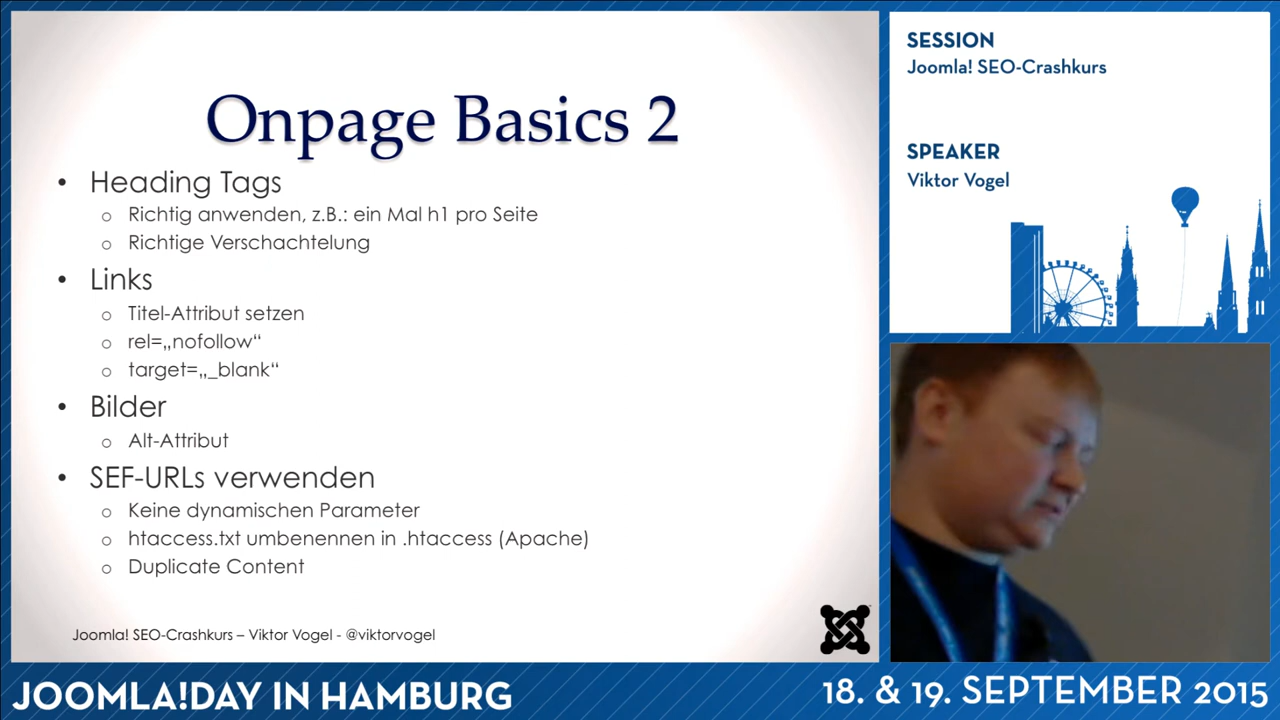 Onpage Basics 2
• Heading Tags
o Richtig anwenden, z.B.: ein Mal h1 pro Seite
o Richtige Verschachtelung
• Links
o Titel-Attribut setzen
o rel=„nofollow“
o target=„_blank“
• Bilder
o Alt-Attribut
• SEF-URLs verwenden
o Keine dynamischen Parameter
o htaccess.txt umbenennen in .htaccess (Apache)
o Duplicate Content
Joomla! SEO-Crashkurs – Viktor Vogel - @viktorvogel
SESSION
Joomla! SEO-Crashkurs
SPEAKER
Viktor Vogel
JOOMLA!DAY IN HAMBURG
18. & 19. SEPTEMBER 2015